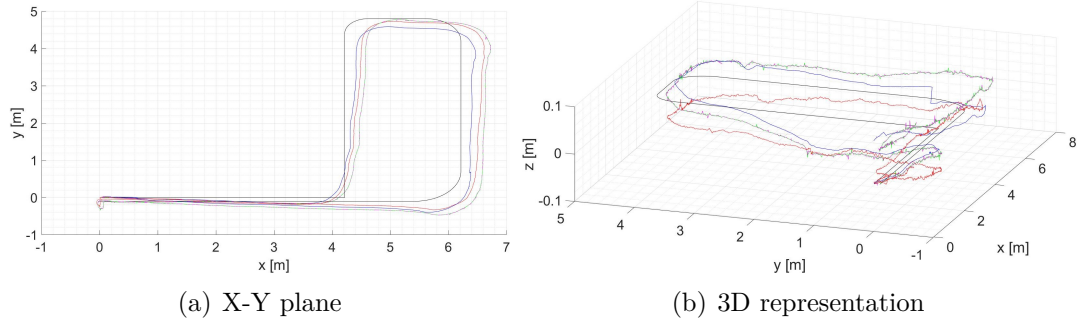 5
4
3
2
1
0
-1
y [m]
-1 0 1 2 3 4 5 6 7
x [m]
(a) X-Y plane
0.1
0
-0.1
z [m]
5 4 3 2 1 0 -1
y [m]
0 2 4 6 8
x [m]
(b) 3D representation